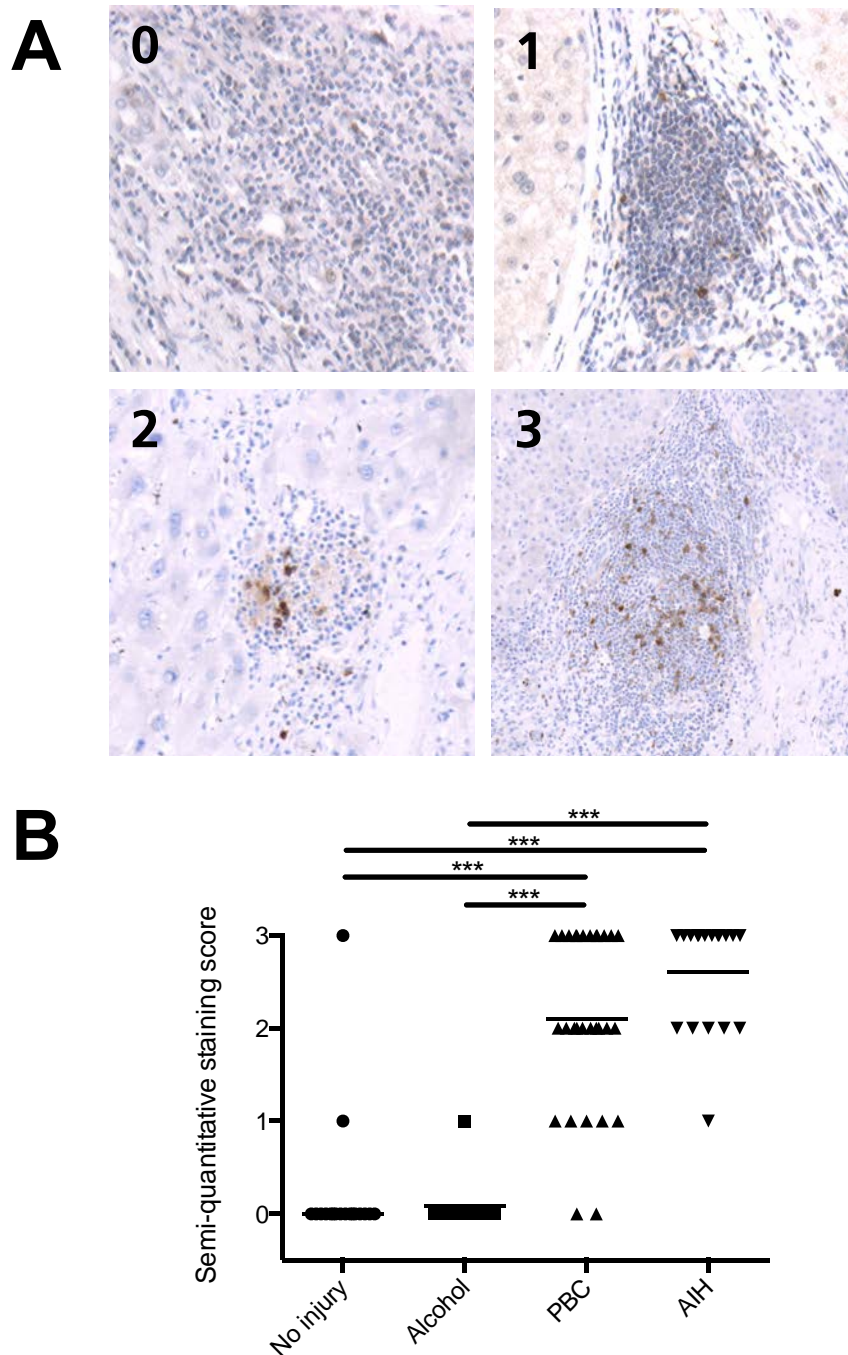 A
0
1
2
3
B
***
***
***
***
Semi-quantitative staining score
3
2
1
0
No injury
Alcohol
PBC
AIH